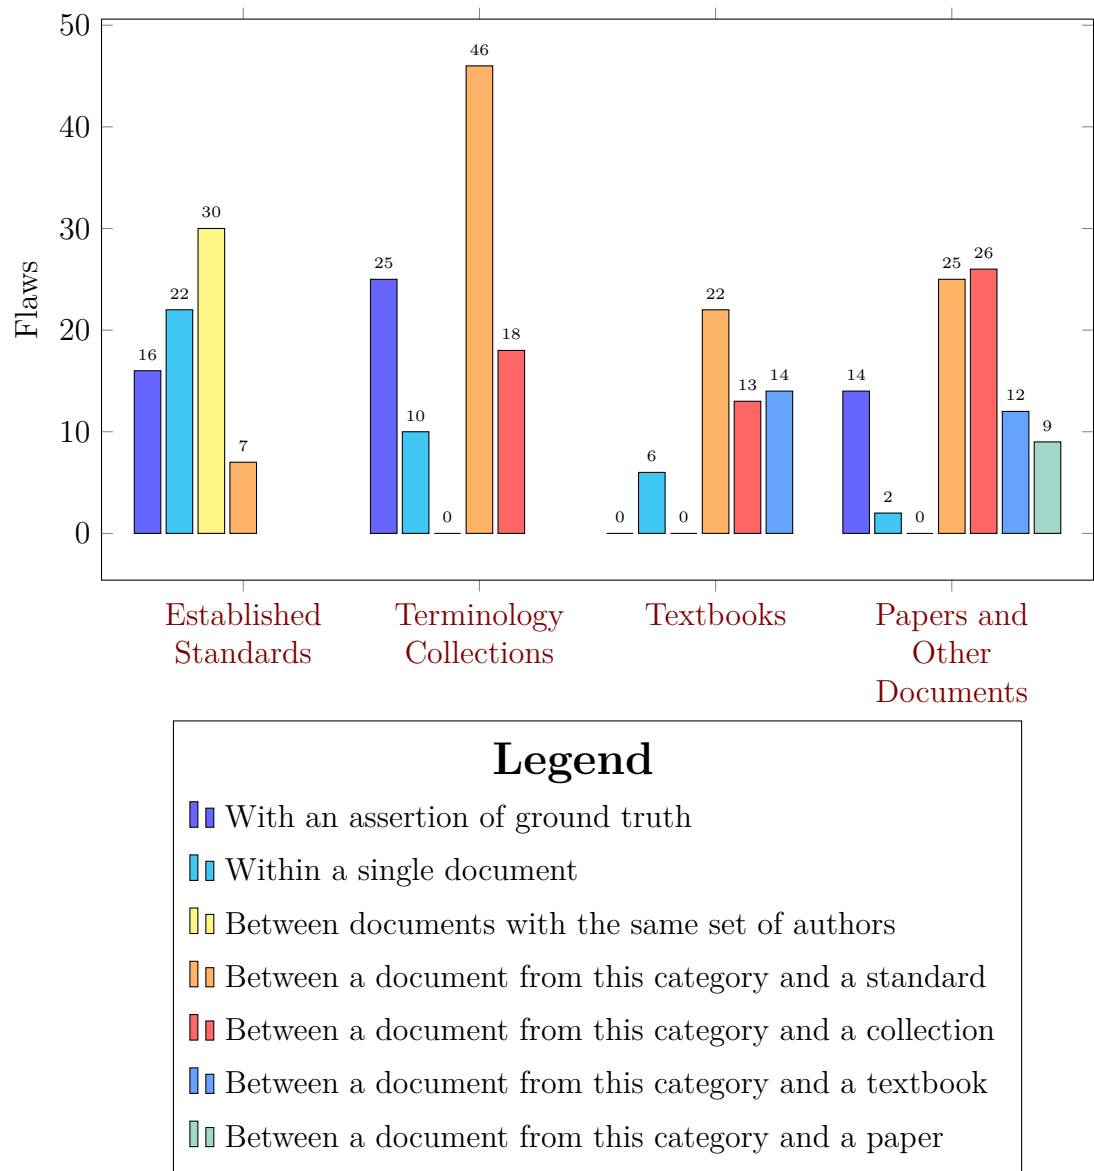 50
40
30
20
10
0
Flaws
16
22
30
7
25
10
0
46
18
0
6
0
22
13
14
14
2
0
25
26
12
9
Established
Standards
Terminology
Collections
Textbooks
Papers and
Other
Documents
Legend
With an assertion of ground truth
Within a single document
Between documents with the same set of authors
Between a document from this category and a standard
Between a document from this category and a collection
Between a document from this category and a textbook
Between a document from this category and a paper